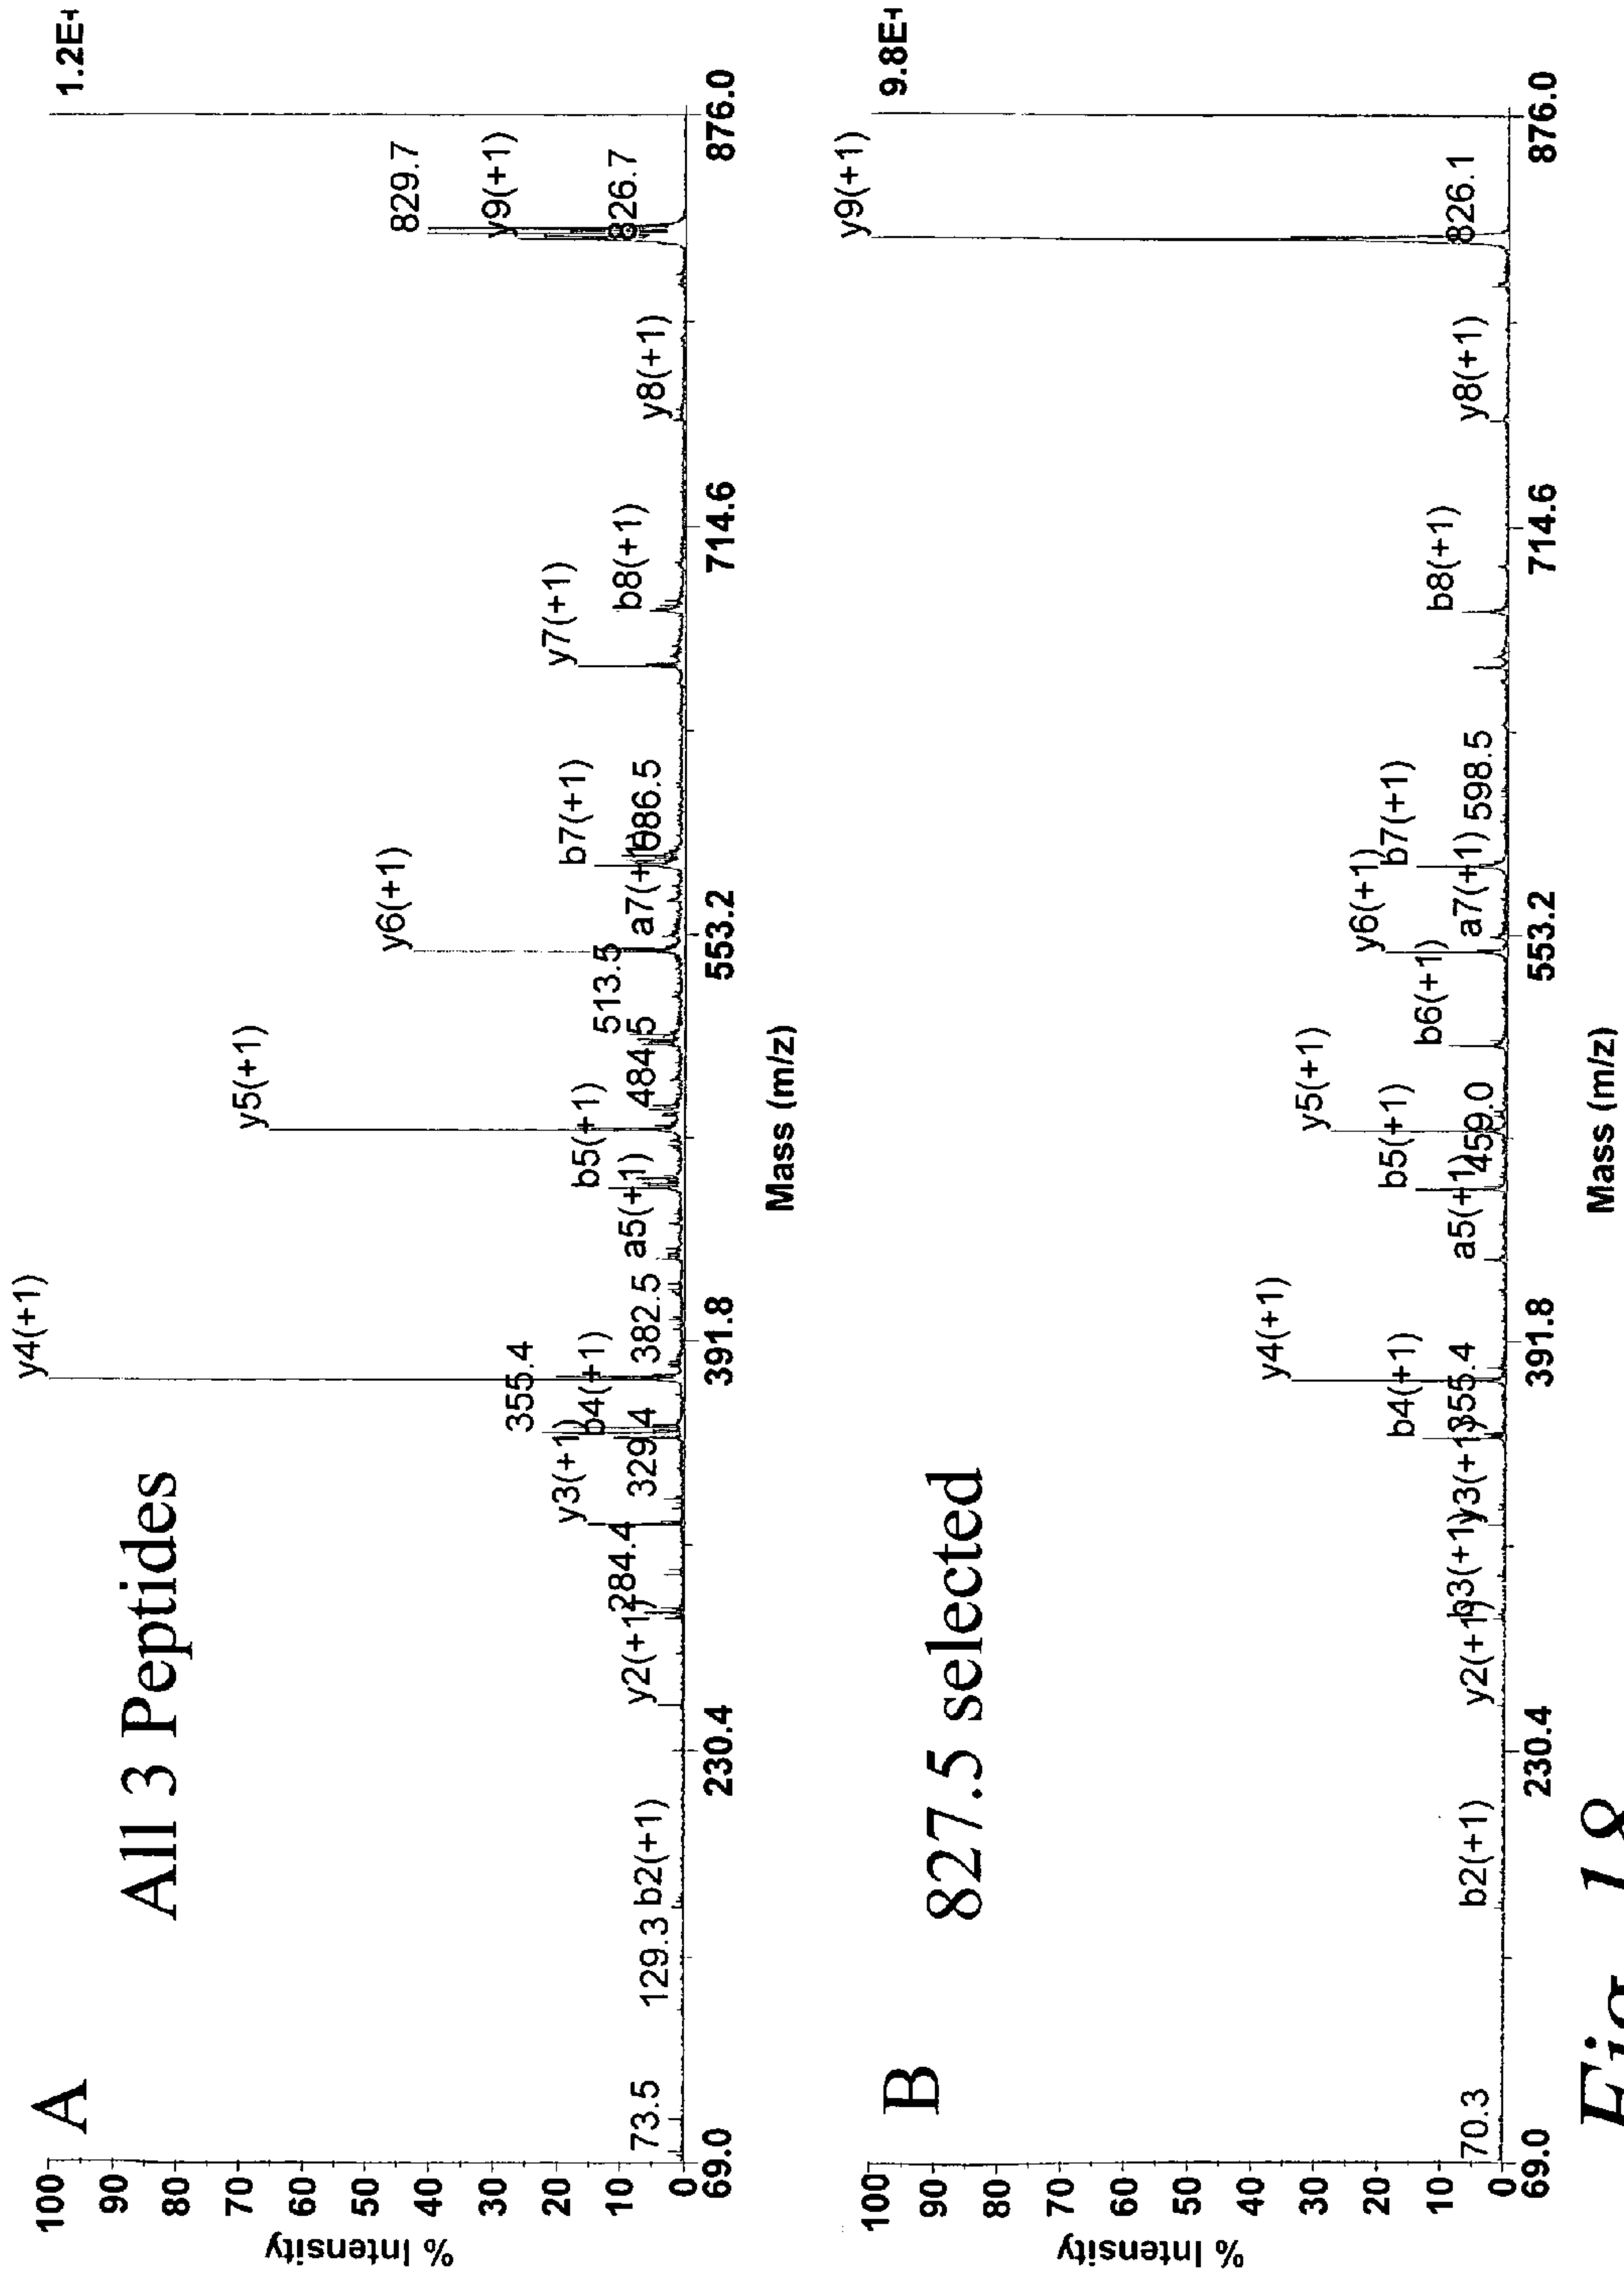 A
All 3 Peptides
% Intensity
100
90
80
70
60
50
40
30
20
10
0
73.5
129.3
b2(+1)
y2(+1)
284.4
y3(+1)
329.4
355.4
b4(+1)
y4(+1)
382.5
a5(+1)
b5(+1)
y5(+1)
484.5
513.5
y6(+1)
a7(+1)
b7(+1)
y7(+1)
b8(+1)
y8(+1)
829.7
y9(+1)
826.7
1.2E+
69.0
230.4
391.8
553.2
714.6
876.0
Mass (m/z)
B
827.5 selected
% Intensity
100
90
80
70
60
50
40
30
20
10
0
70.3
b2(+1)
y2(+1)
b3(+1)
y3(+1)
355.4
b4(+1)
y4(+1)
a5(+1)
459.0
b5(+1)
y5(+1)
b6(+1)
y6(+1)
a7(+1)
b7(+1)
598.5
b8(+1)
y8(+1)
y9(+1)
826.1
9.8E+
69.0
230.4
391.8
553.2
714.6
876.0
Mass (m/z)
Fig. 18